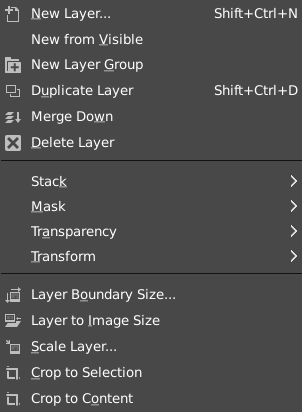 New Layer... Shift+Ctrl+N
New from Visible
New Layer Group
Duplicate Layer Shift+Ctrl+D
Merge Down
Delete Layer
Stack
Mask
Transparency
Transform
Layer Boundary Size...
Layer to Image Size
Scale Layer...
Crop to Selection
Crop to Content